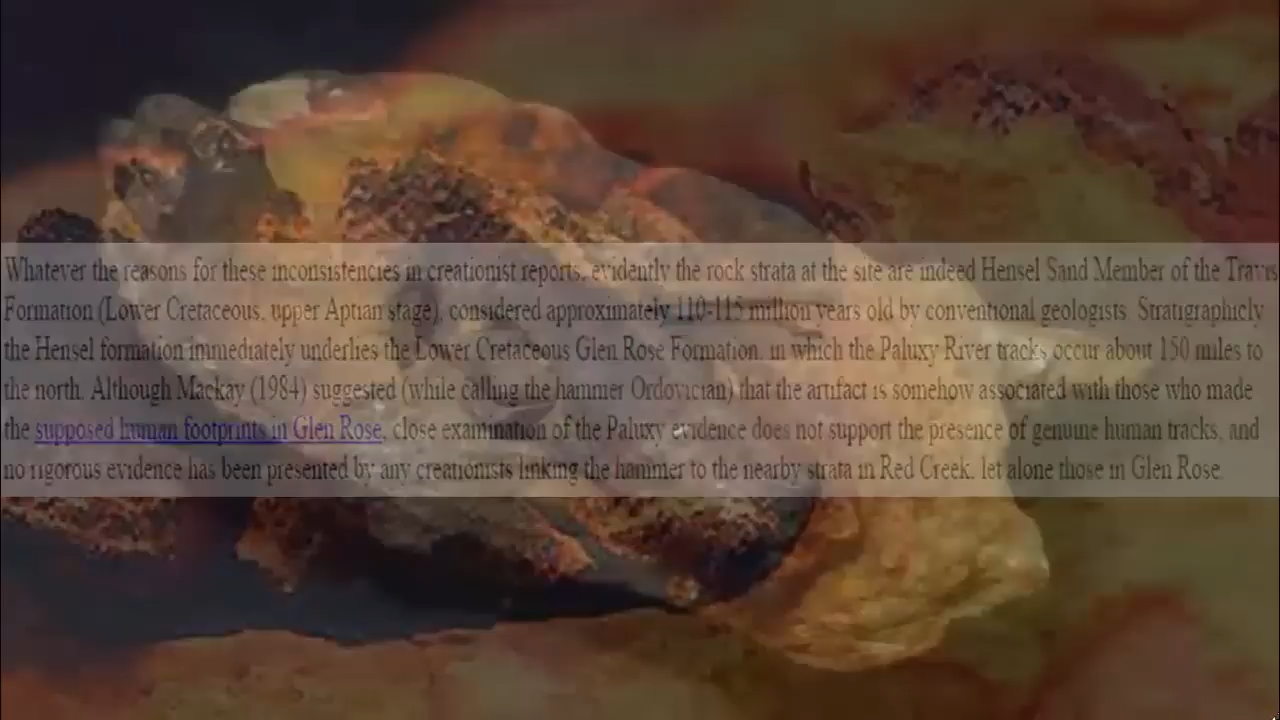 Whatever the reasons for these inconsistencies in creationist reports, evidently the rock strata at the site are indeed Hensel Sand Member of the Travis
Formation (Lower Cretaceous, upper Aptian stage), considered approximately 110-115 million years old by conventional geologists. Stratigraphicly
the Hensel formation immediately underlies the Lower Cretaceous Glen Rose Formation, in which the Paluxy River tracks occur about 150 miles to
the north. Although Mackay (1984) suggested (while calling the hammer Ordovician) that the artifact is somehow associated with those who made
the supposed human footprints in Glen Rose, close examination of the Paluxy evidence does not support the presence of genuine human tracks, and
no rigorous evidence has been presented by any creationists linking the hammer to the nearby strata in Red Creek, let alone those in Glen Rose.